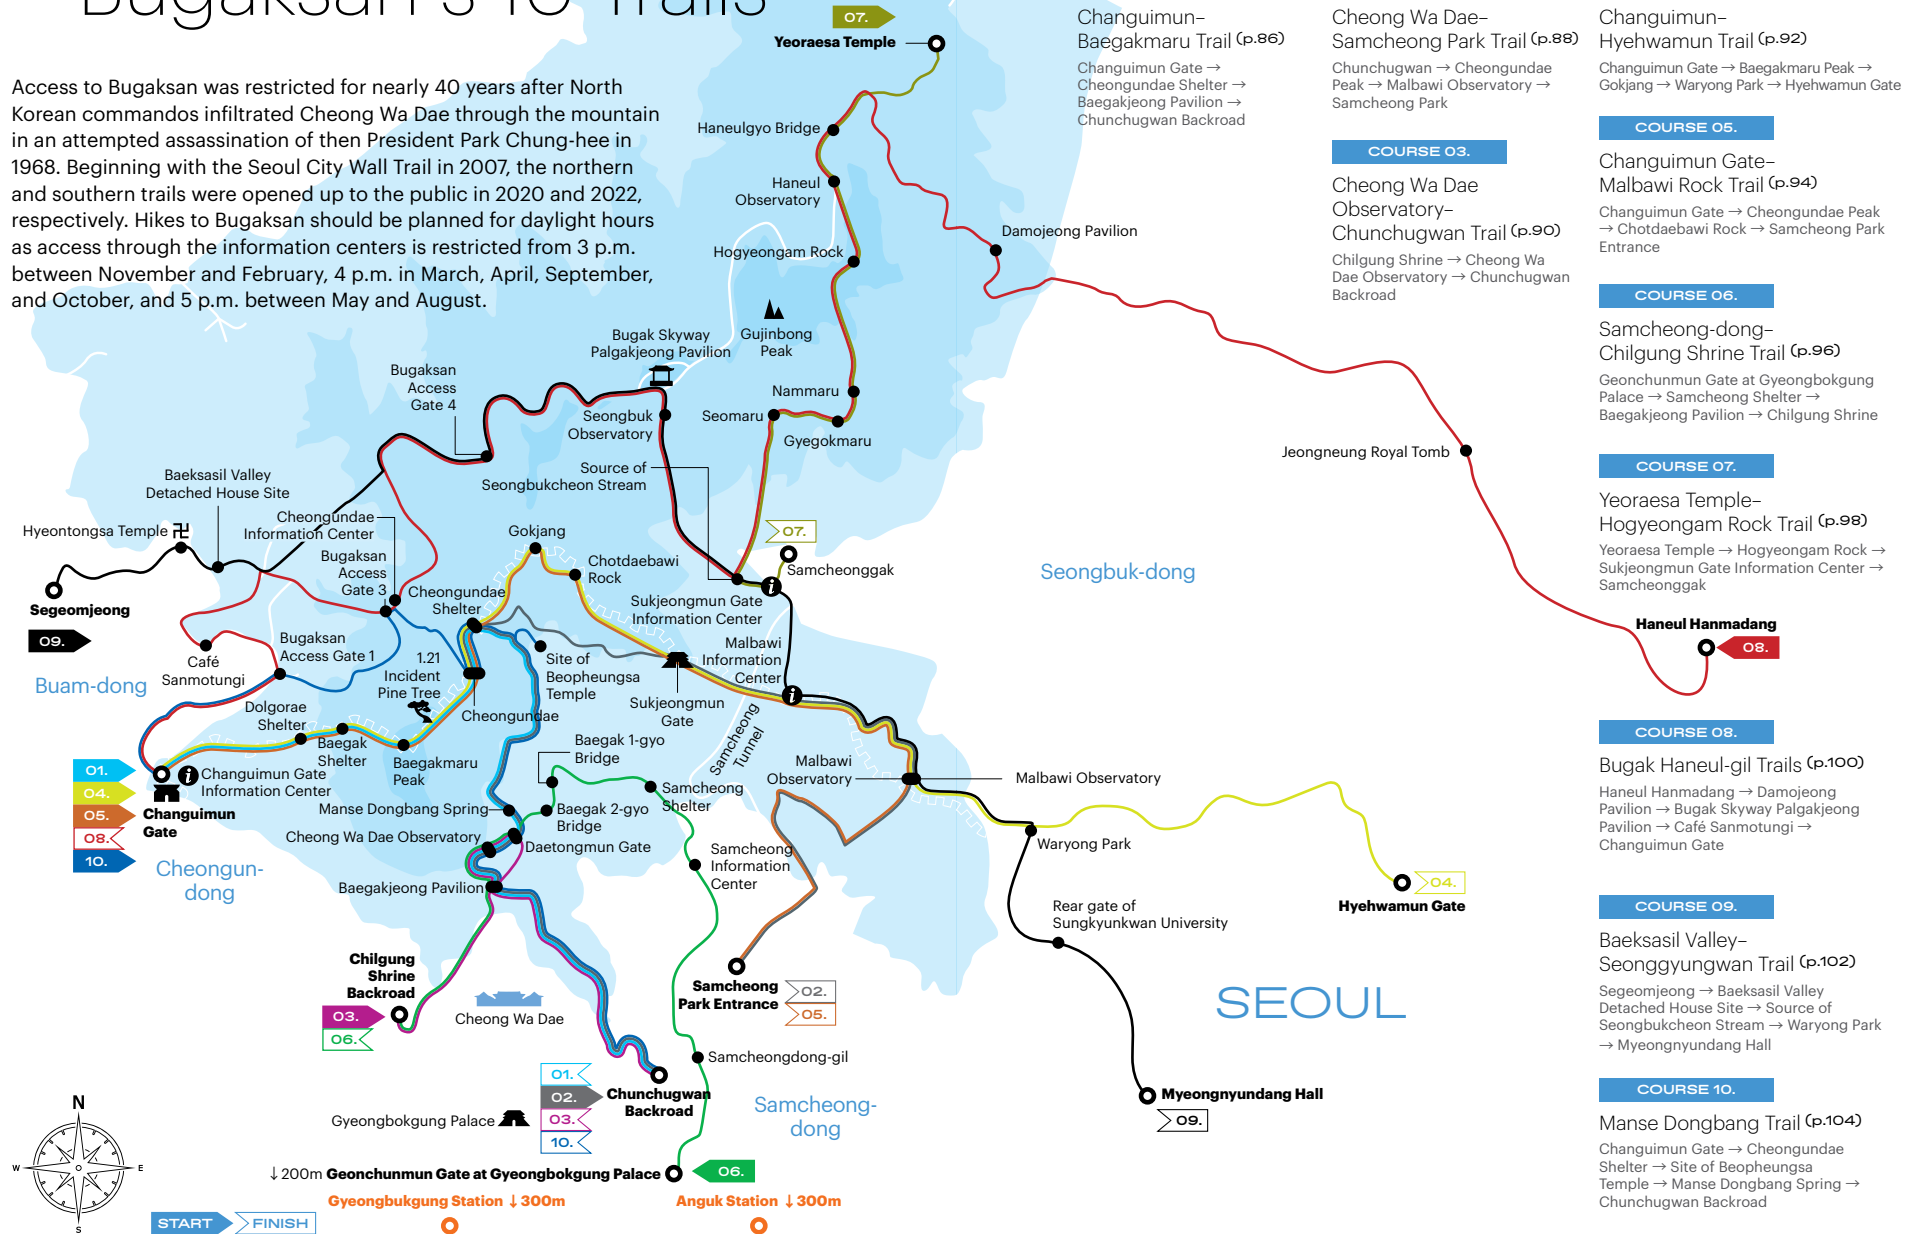 Bugaksan's 10 Trails
Access to Bugaksan was restricted for nearly 40 years after North
Korean commandos infiltrated Cheong Wa Dae through the mountain
in an attempted assassination of then President Park Chung-hee in
1968. Beginning with the Seoul City Wall Trail in 2007, the northern
and southern trails were opened up to the public in 2020 and 2022,
respectively. Hikes to Bugaksan should be planned for daylight hours
as access through the information centers is restricted from 3 p.m.
between November and February, 4 p.m. in March, April, September,
and October, and 5 p.m. between May and August.
07.
Yeoraesa Temple
Haneulgyo Bridge
Haneul
Observatory
Hogyeongam Rock
Damojeong Pavilion
Gujinbong
Peak
Bugak Skyway
Palgakjeong Pavilion
Bugaksan
Access
Gate 4
Nammaru
Seomaru
Gyegokmaru
Seongbuk
Observatory
Source of
Seongbukcheon Stream
Jeongneung Royal Tomb
Baeksasil Valley
Detached House Site
Hyeontongsa Temple
卍
Cheongundae
Information Center
Bugaksan
Access
Gate 3
Gokjang
Chotdaebawi
Rock
07.
Samcheonggak
Seongbuk-dong
Segeomjeong
09.
Cheongundae
Shelter
Sukjeongmun Gate
Information Center
Haneul Hanmadang
08.
Café
Sanmotungi
Bugaksan
Access Gate 1
1.21
Incident
Pine Tree
Site of
Beopheungsa
Temple
Malbawi
Information
Center
Buam-dong
Dolgorae
Shelter
Cheongundae
Sukjeongmun
Gate
Samcheong
Tunnel
Baegak
Shelter
Baegakmaru
Peak
Baegak 1-gyo
Bridge
Malbawi
Observatory
Malbawi Observatory
01.
04.
05.
08.
10.
Changuimun Gate
Information Center
Changuimun
Gate
Samcheong
Shelter
Manse Dongbang Spring
Baegak 2-gyo
Bridge
Cheong Wa Dae Observatory
Daetongmun Gate
Waryong Park
Samcheong
Information
Center
Cheongun-
dong
Baegakjeong Pavilion
04.
Hyehwamun Gate
Rear gate of
Sungkyunkwan University
Chilgung
Shrine
Backroad
03.
06.
Cheong Wa Dae
Samcheong
Park Entrance
02.
05.
SEOUL
Samcheongdong-gil
01.
02.
03.
10.
Chunchugwan
Backroad
Samcheong-
dong
Myeongnyundang Hall
09.
Gyeongbokgung Palace
↓200m Geonchunmun Gate at Gyeongbokgung Palace
06.
Gyeongbukgung Station ↓300m
Anguk Station ↓300m
N
W
E
S
START
FINISH
Changuimun–
Baegakmaru Trail (p.86)
Changuimun Gate →
Cheongundae Shelter →
Baegakjeong Pavilion →
Chunchugwan Backroad
Cheong Wa Dae–
Samcheong Park Trail (p.88)
Chunchugwan → Cheongundae
Peak → Malbawi Observatory →
Samcheong Park
COURSE 03.
Cheong Wa Dae
Observatory–
Chunchugwan Trail (p.90)
Chilgung Shrine → Cheong Wa
Dae Observatory → Chunchugwan
Backroad
Changuimun–
Hyehwamun Trail (p.92)
Changuimun Gate → Baegakmaru Peak →
Gokjang → Waryong Park → Hyehwamun Gate
COURSE 05.
Changuimun Gate–
Malbawi Rock Trail (p.94)
Changuimun Gate → Cheongundae Peak
→ Chotdaebawi Rock → Samcheong Park
Entrance
COURSE 06.
Samcheong-dong–
Chilgung Shrine Trail (p.96)
Geonchunmun Gate at Gyeongbokgung
Palace → Samcheong Shelter →
Baegakjeong Pavilion → Chilgung Shrine
COURSE 07.
Yeoraesa Temple–
Hogyeongam Rock Trail (p.98)
Yeoraesa Temple → Hogyeongam Rock →
Sukjeongmun Gate Information Center →
Samcheonggak
COURSE 08.
Bugak Haneul-gil Trails (p.100)
Haneul Hanmadang → Damojeong
Pavilion → Bugak Skyway Palgakjeong
Pavilion → Café Sanmotungi →
Changuimun Gate
COURSE 09.
Baeksasil Valley–
Seonggyungwan Trail (p.102)
Segeomjeong → Baeksasil Valley
Detached House Site → Source of
Seongbukcheon Stream → Waryong Park
→ Myeongnyundang Hall
COURSE 10.
Manse Dongbang Trail (p.104)
Changuimun Gate → Cheongundae
Shelter → Site of Beopheungsa
Temple → Manse Dongbang Spring →
Chunchugwan Backroad